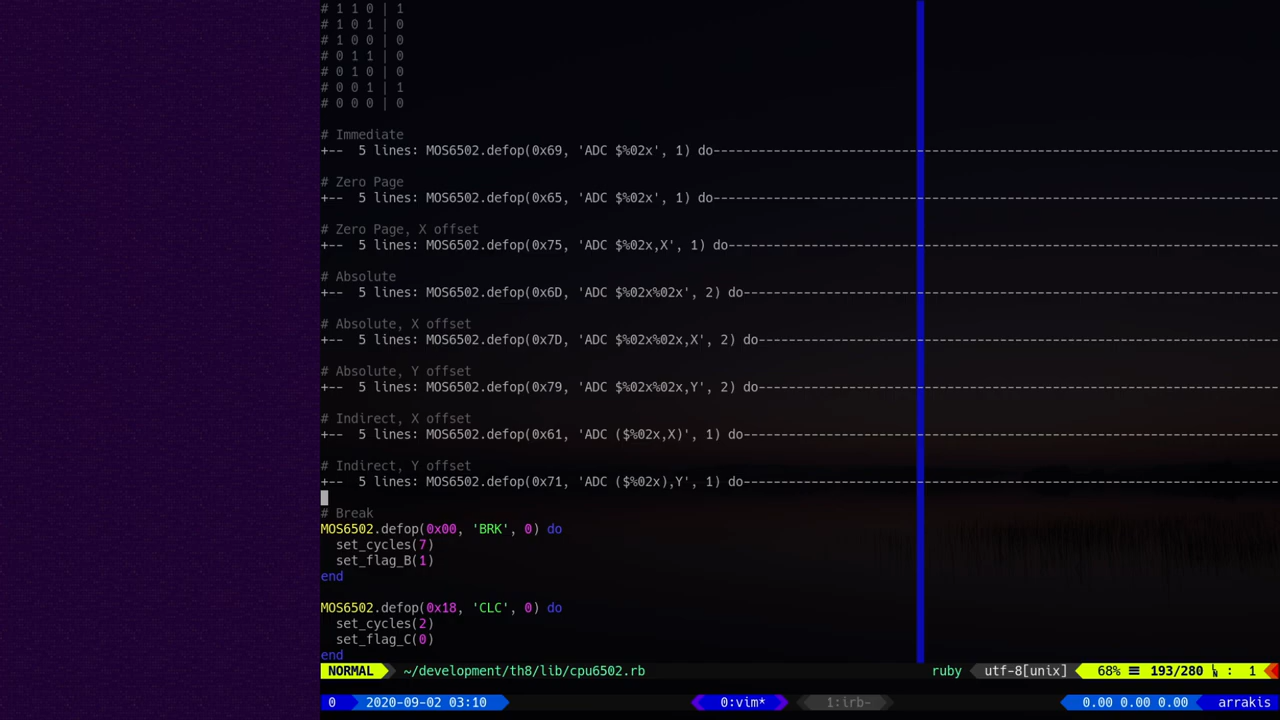 # 1 1 0 | 1
# 1 0 1 | 0
# 1 0 0 | 0
# 0 1 1 | 0
# 0 1 0 | 0
# 0 0 1 | 1
# 0 0 0 | 0
# Immediate
+--  5 lines: MOS6502.defop(0x69, 'ADC $%02x', 1) do---------------------------------------------------------------------------
# Zero Page
+--  5 lines: MOS6502.defop(0x65, 'ADC $%02x', 1) do---------------------------------------------------------------------------
# Zero Page, X offset
+--  5 lines: MOS6502.defop(0x75, 'ADC $%02x,X', 1) do-------------------------------------------------------------------------
# Absolute
+--  5 lines: MOS6502.defop(0x6D, 'ADC $%02x%02x', 2) do-----------------------------------------------------------------------
# Absolute, X offset
+--  5 lines: MOS6502.defop(0x7D, 'ADC $%02x%02x,X', 2) do---------------------------------------------------------------------
# Absolute, Y offset
+--  5 lines: MOS6502.defop(0x79, 'ADC $%02x%02x,Y', 2) do---------------------------------------------------------------------
# Indirect, X offset
+--  5 lines: MOS6502.defop(0x61, 'ADC ($%02x,X)', 1) do-----------------------------------------------------------------------
# Indirect, Y offset
+--  5 lines: MOS6502.defop(0x71, 'ADC ($%02x),Y', 1) do-----------------------------------------------------------------------
# Break
MOS6502.defop(0x00, 'BRK', 0) do
  set_cycles(7)
  set_flag_B(1)
end
MOS6502.defop(0x18, 'CLC', 0) do
  set_cycles(2)
  set_flag_C(0)
end
NORMAL ~/development/th8/lib/cpu6502.rb ruby utf-8[unix] 68% ☰ 193/280 ㏑ : 1
0 2020-09-02 03:10 0:vim* 1:irb- 0.00 0.00 0.00 arrakis